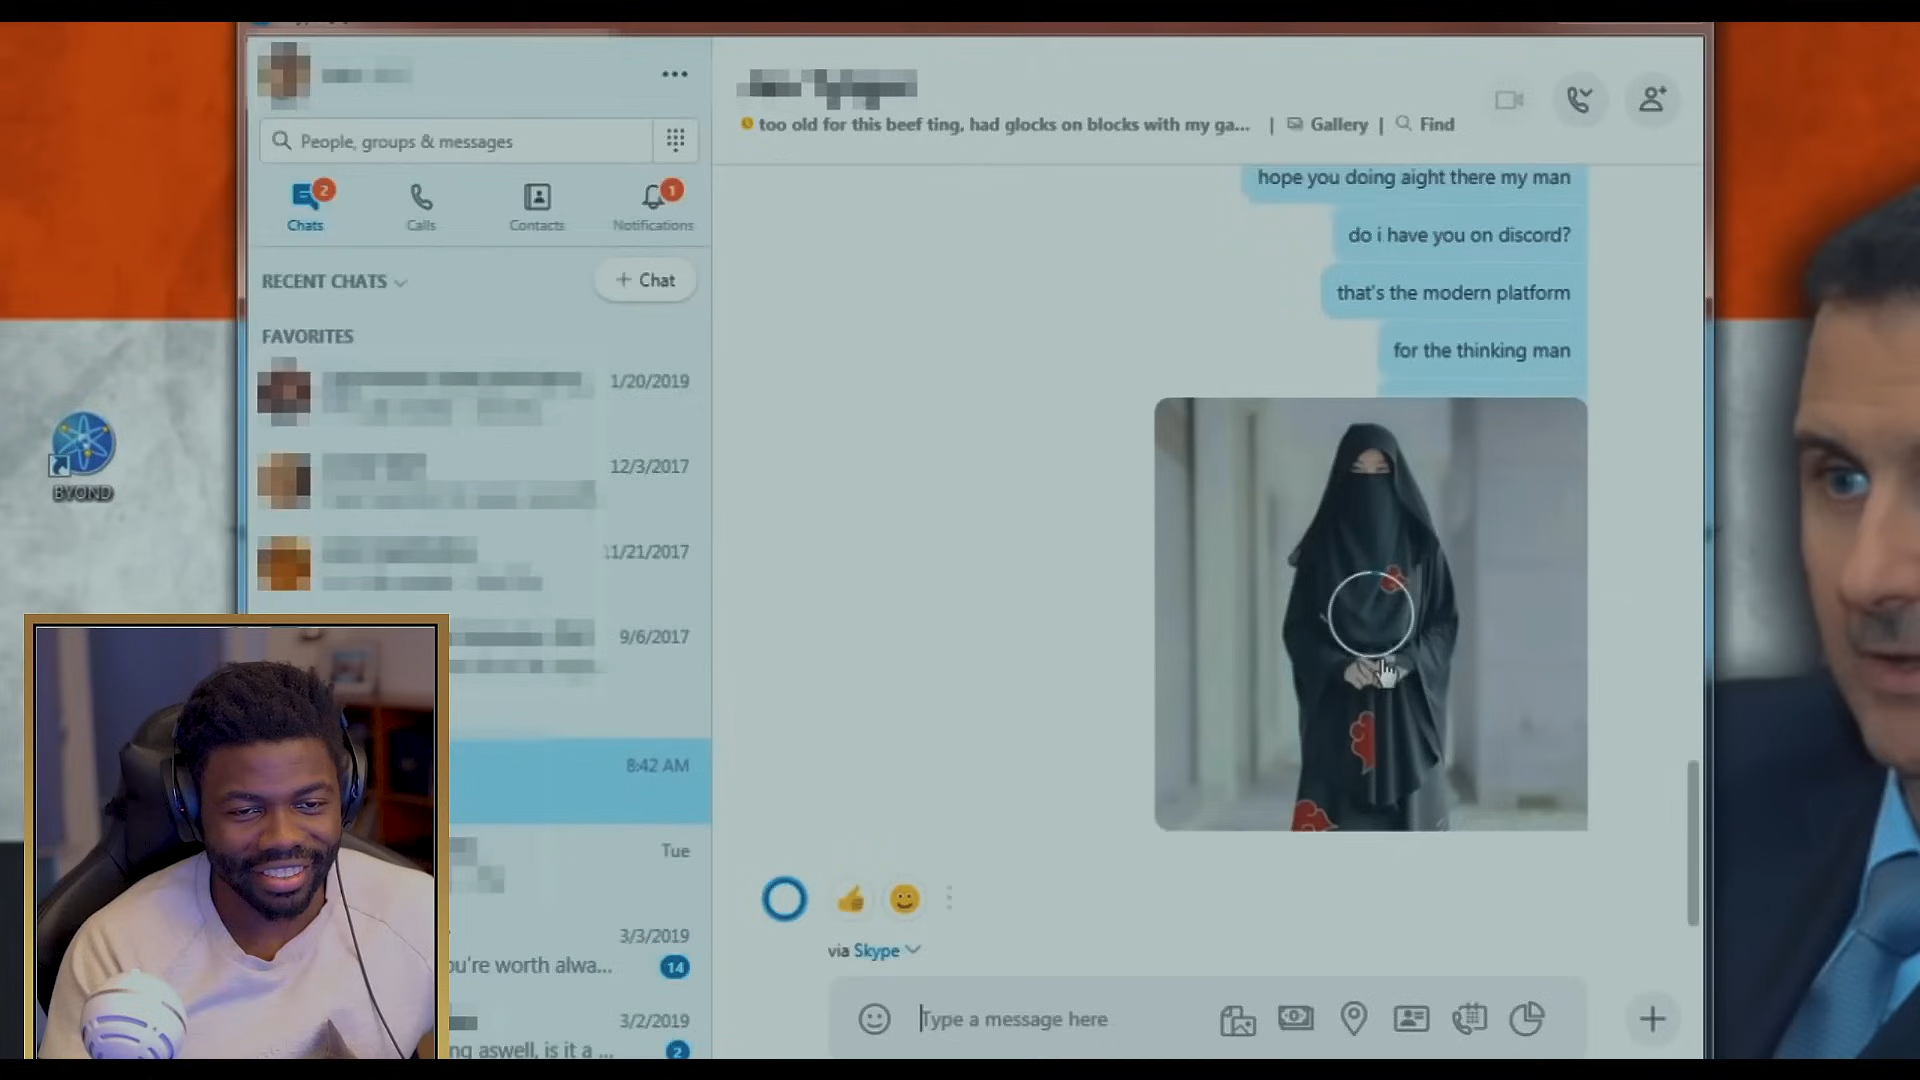 BYOND
People, groups & messages
2
1
Chats
Calls
Contacts
Notifications
RECENT CHATS
+ Chat
FAVORITES
1/20/2019
12/3/2017
11/21/2017
9/6/2017
8:42 AM
Tue
3/3/2019
ou're worth alwa...
14
3/2/2019
ng aswell, is it a ...
2
too old for this beef ting, had glocks on blocks with my ga... | Gallery | Find
hope you doing aight there my man
do i have you on discord?
that's the modern platform
for the thinking man
via Skype
Type a message here